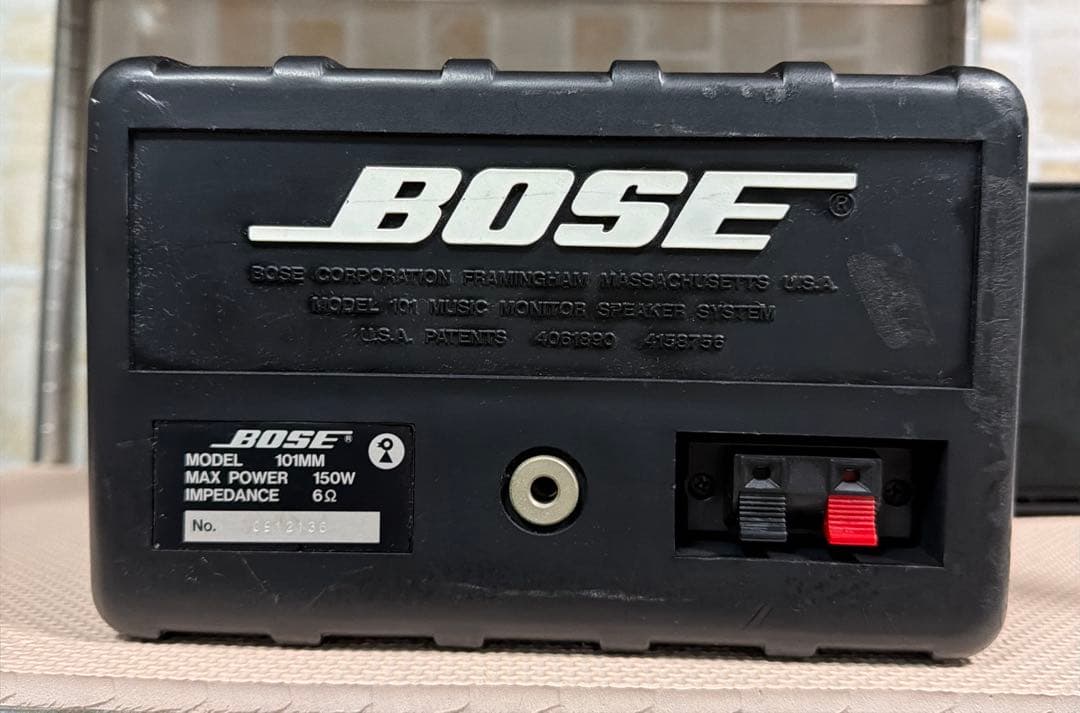 BOSE®
BOSE CORPORATION FRAMINGHAM MASSACHUSETTS U.S.A.
MODEL 101 MUSIC MONITOR SPEAKER SYSTEM
U.S.A. PATENTS 4061890 4158756
BOSE®
MODEL 101MM
MAX POWER 150W
IMPEDANCE 6Ω
No.